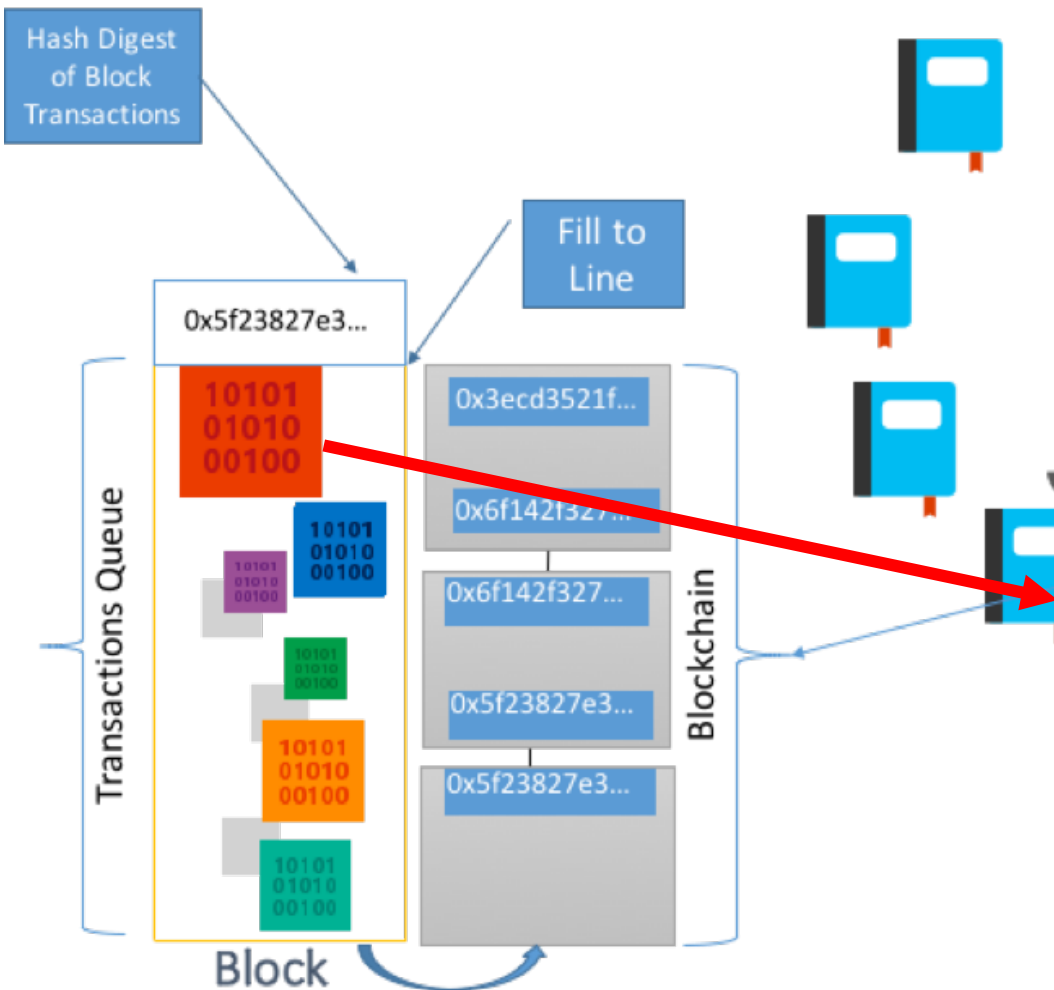 Hash Digest
of Block
Transactions
Fill to
Line
0x5f23827e3...
Transactions Queue
10101
01010
00100
10101
01010
00100
10101
01010
00100
10101
01010
00100
10101
01010
00100
10101
01010
00100
Block
0x3ecd3521f...
0x6f142f327...
0x6f142f327...
0x5f23827e3...
0x5f23827e3...
Blockchain